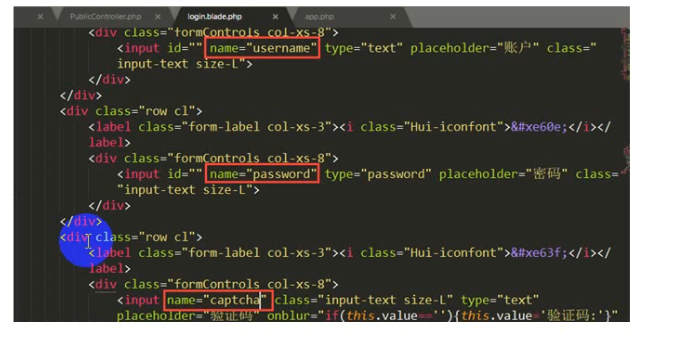 × PublicController.php × login.blade.php × app.php ×
<div class="formControls col-xs-8">
<input id="" name="username" type="text" placeholder="账户" class="
input-text size-L">
</div>
</div>
<div class="row cl">
<label class="form-label col-xs-3"><i class="Hui-iconfont">&#xe60e;</i></
label>
<div class="formControls col-xs-8">
<input id="" name="password" type="password" placeholder="密码" class=
"input-text size-L">
</div>
</div>
<div class="row cl">
<label class="form-label col-xs-3"><i class="Hui-iconfont">&#xe63f;</i></
label>
<div class="formControls col-xs-8">
<input name="captcha" class="input-text size-L" type="text"
placeholder="验证码" onblur="if(this.value==''){this.value='验证码:'}"